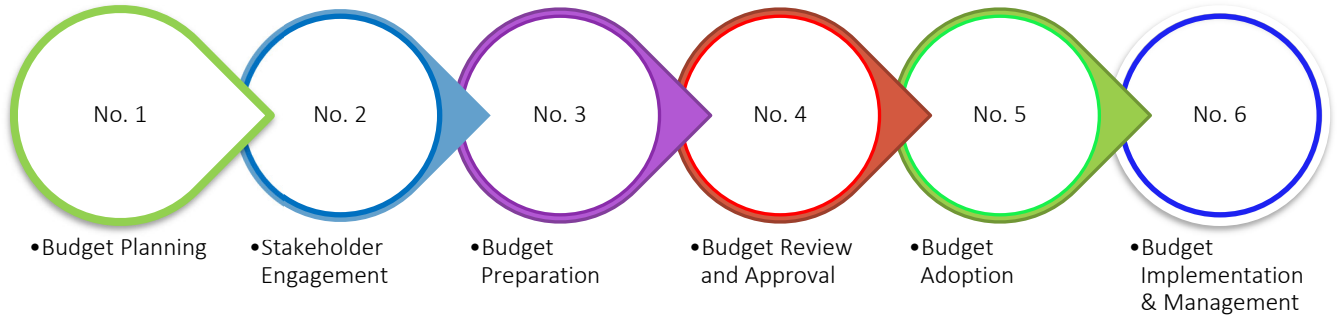 No. 1
No. 2
No. 3
No. 4
No. 5
No. 6
•Budget Planning
•Stakeholder
Engagement
•Budget
Preparation
•Budget Review
and Approval
•Budget
Adoption
•Budget
Implementation
& Management